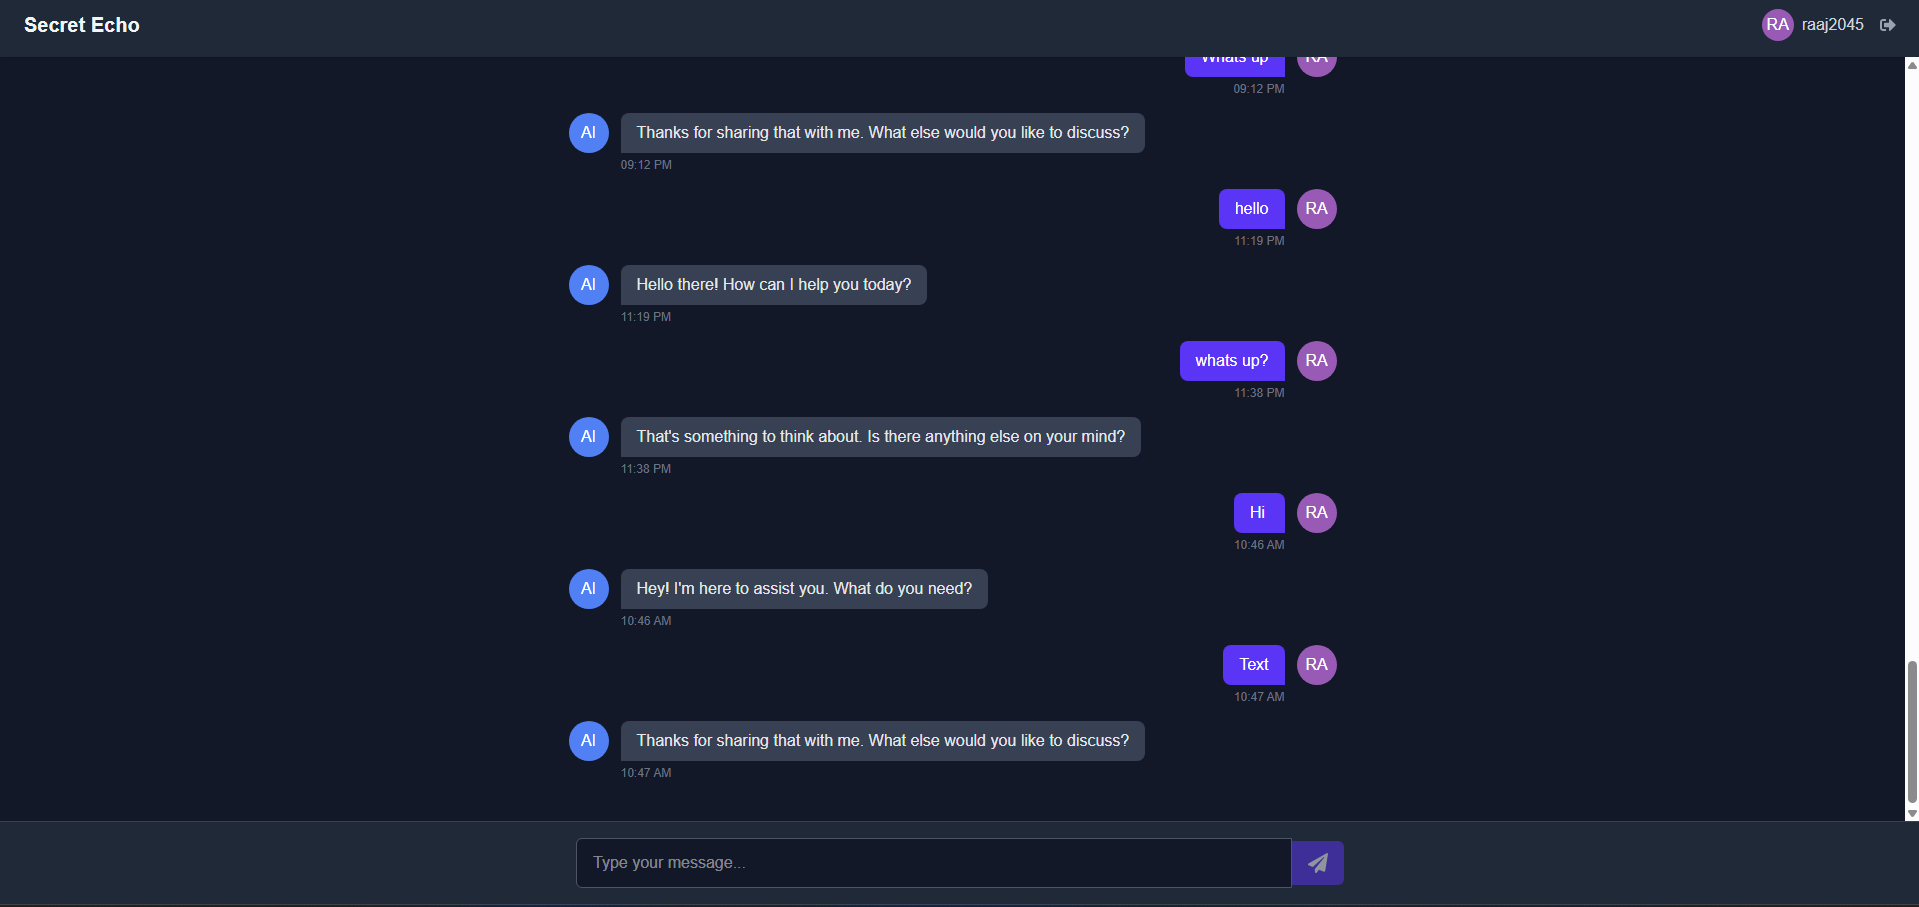 Secret Echo
RA raaj2045
Whats up RA
09:12 PM
AI Thanks for sharing that with me. What else would you like to discuss?
09:12 PM
hello RA
11:19 PM
AI Hello there! How can I help you today?
11:19 PM
whats up? RA
11:38 PM
AI That's something to think about. Is there anything else on your mind?
11:38 PM
Hi RA
10:46 AM
AI Hey! I'm here to assist you. What do you need?
10:46 AM
Text RA
10:47 AM
AI Thanks for sharing that with me. What else would you like to discuss?
10:47 AM
Type your message...